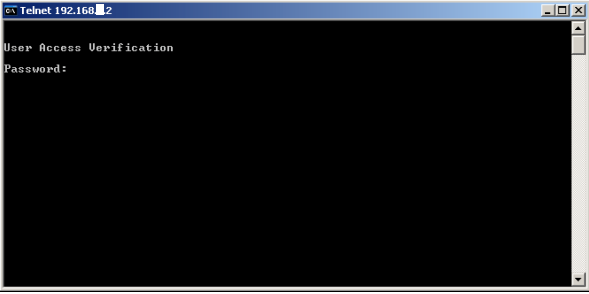 Telnet 192.168. .2
User Access Verification
Password: